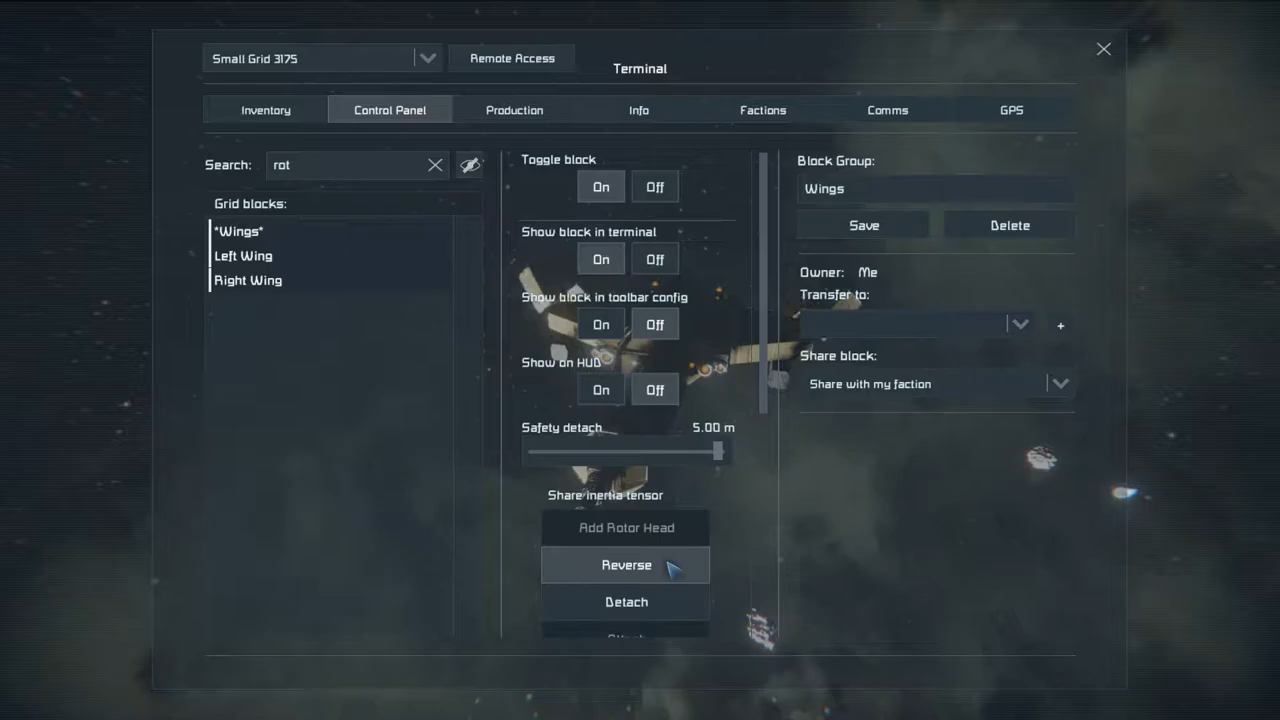 Small Grid 3175
Remote Access
Terminal
Inventory
Control Panel
Production
Info
Factions
Comms
GPS
Search:
rot
Grid blocks:
*Wings*
Left Wing
Right Wing
Toggle block
On
Off
Show block in terminal
On
Off
Show block in toolbar config
On
Off
Show on HUD
On
Off
Safety detach
5.00 m
Share inertia tensor
Add Rotor Head
Reverse
Detach
Block Group:
Wings
Save
Delete
Owner: Me
Transfer to:
+
Share block:
Share with my faction